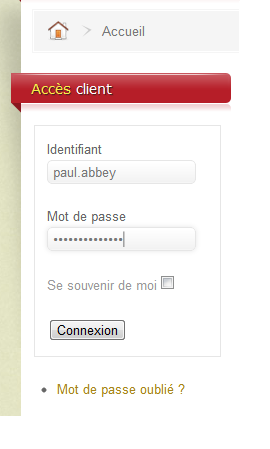 Accueil
Accès client
Identifiant
paul.abbey
Mot de passe
••••••••••••••
Se souvenir de moi
Connexion
Mot de passe oublié ?